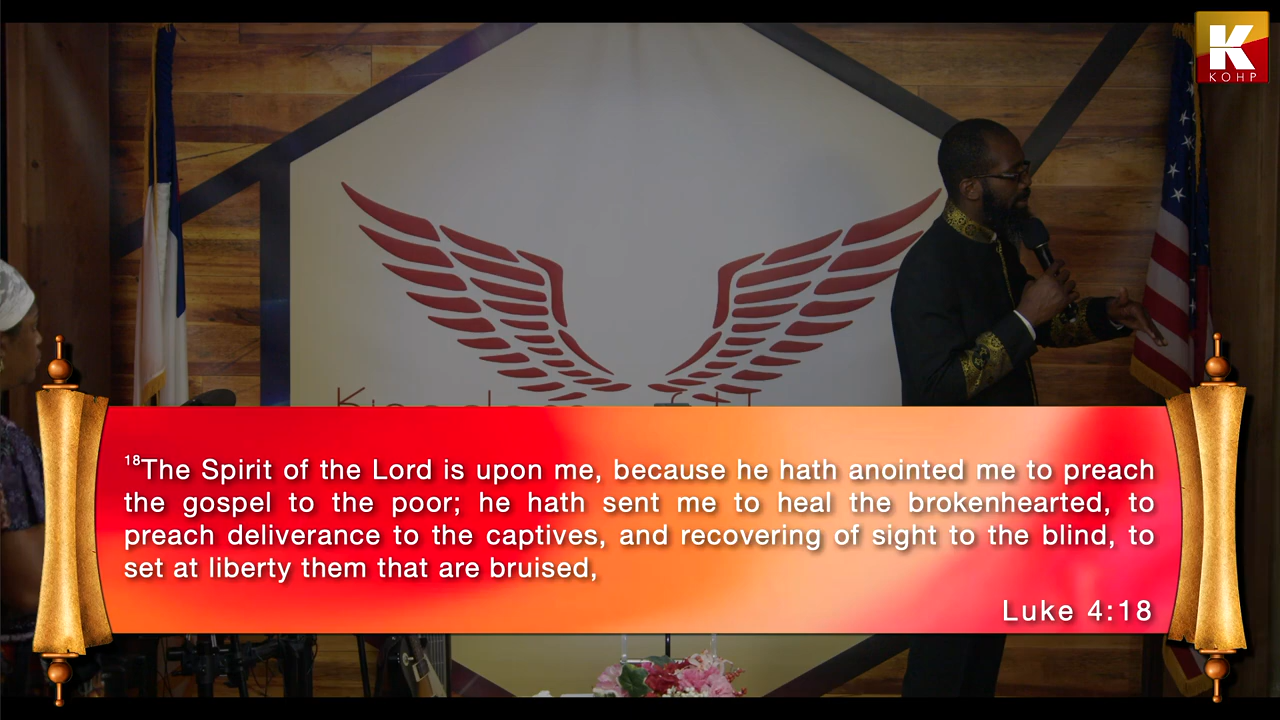 K
KOHP
18The Spirit of the Lord is upon me, because he hath anointed me to preach
the gospel to the poor; he hath sent me to heal the brokenhearted, to
preach deliverance to the captives, and recovering of sight to the blind, to
set at liberty them that are bruised,
Luke 4:18